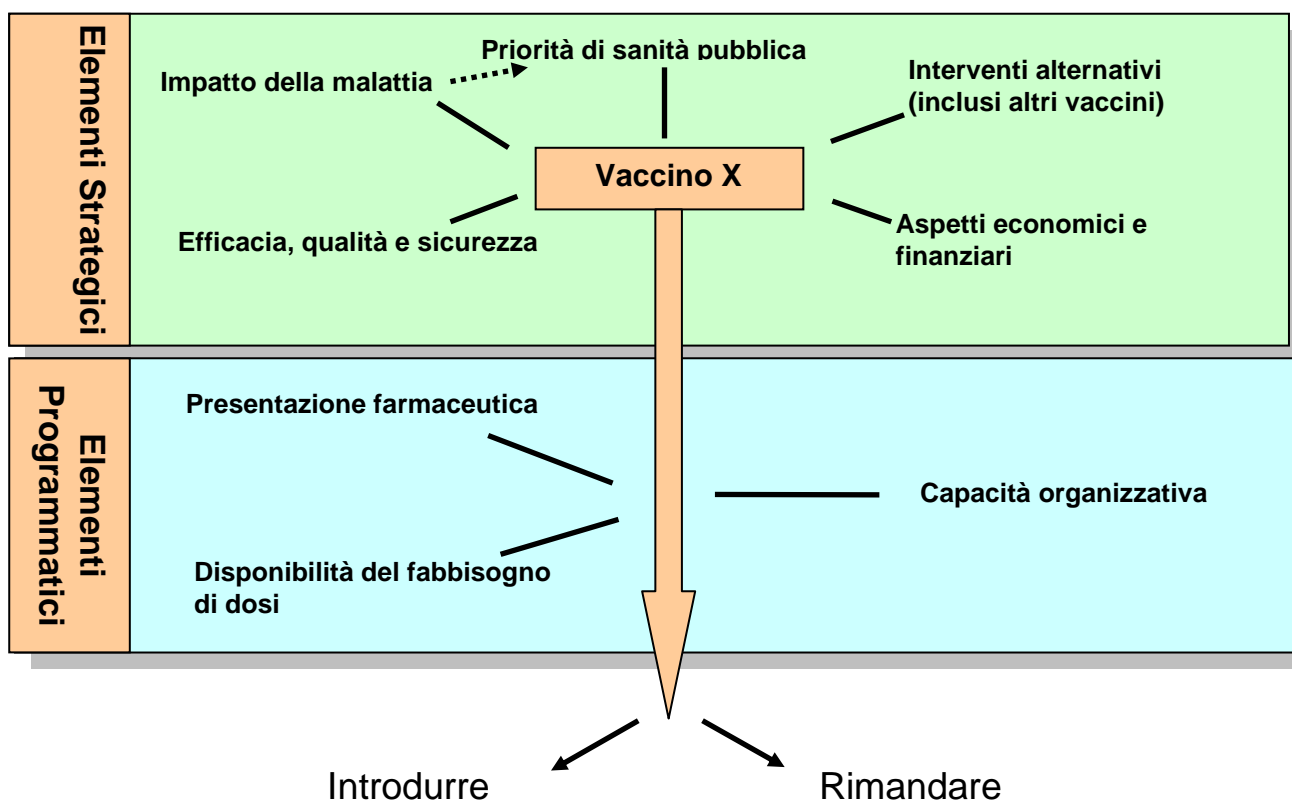 Elementi Strategici
Priorità di sanità pubblica
Impatto della malattia
Interventi alternativi
(inclusi altri vaccini)
Vaccino X
Efficacia, qualità e sicurezza
Aspetti economici e
finanziari
Elementi
Programmatici
Presentazione farmaceutica
Capacità organizzativa
Disponibilità del fabbisogno
di dosi
Introdurre
Rimandare